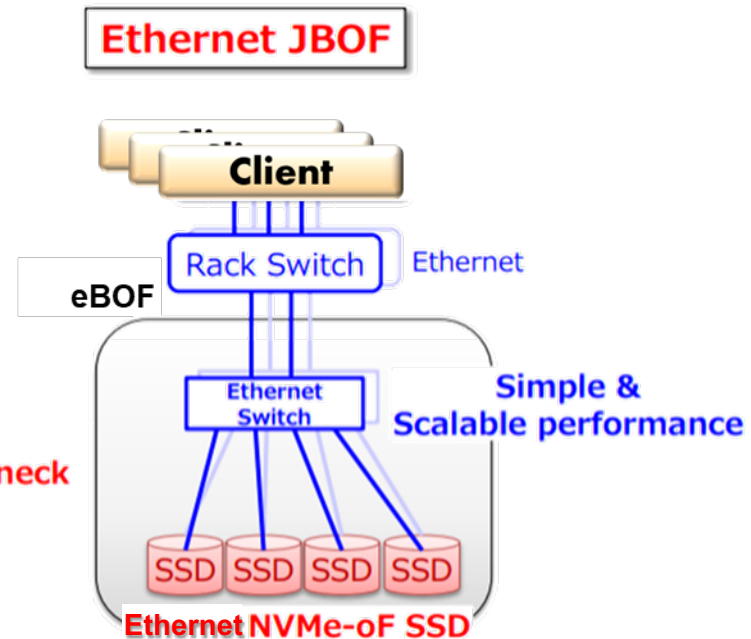 Ethernet JBOF
Client
Rack Switch
Ethernet
eBOF
Ethernet
Switch
Simple &
Scalable performance
neck
SSD SSD SSD SSD
Ethernet NVMe-oF SSD